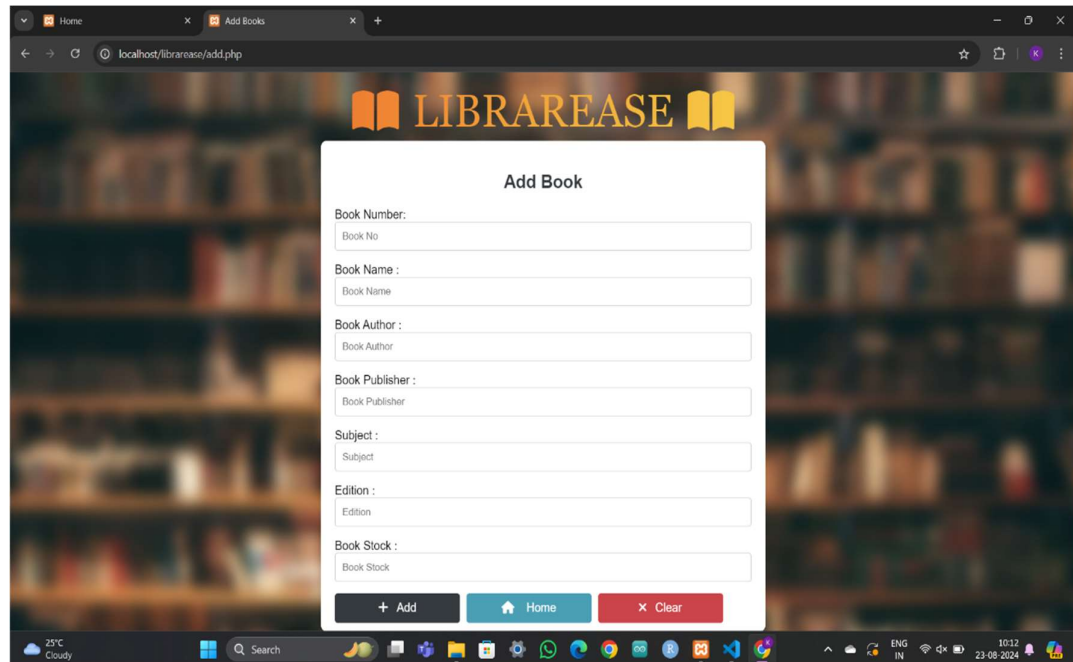 Home
Add Books
localhost/librarease/add.php
K
LIBRAREASE
Add Book
Book Number:
Book No
Book Name :
Book Name
Book Author :
Book Author
Book Publisher :
Book Publisher
Subject :
Subject
Edition :
Edition
Book Stock :
Book Stock
+ Add
Home
× Clear
25°C
Cloudy
Search
R
ENG
IN
10:12
23-08-2024
PRE